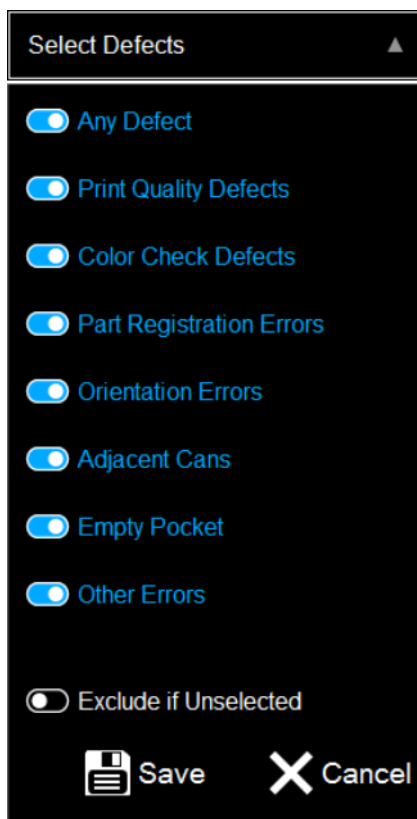 Select Defects
Any Defect
Print Quality Defects
Color Check Defects
Part Registration Errors
Orientation Errors
Adjacent Cans
Empty Pocket
Other Errors
Exclude if Unselected
Save Cancel